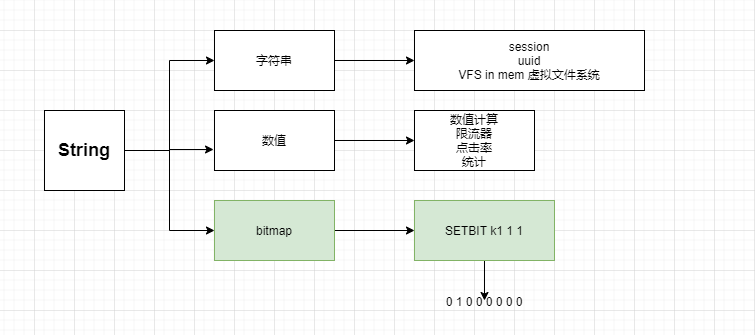 String
字符串
session
uuid
VFS in mem 虚拟文件系统
数值
数值计算
限流器
点击率
统计
bitmap
SETBIT k1 1 1
0 1 0 0 0 0 0 0